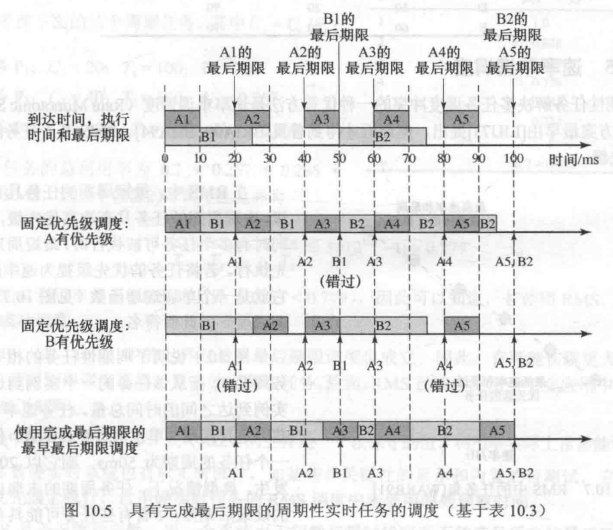 B1的
最后期限
B2的
最后期限
A1的
最后期限
A2的
最后期限
A3的
最后期限
A4的
最后期限
A5的
最后期限
到达时间，执行
时间和最后期限
A1 A2 A3 A4 A5
B1 B2
0 10 20 30 40 50 60 70 80 90 100 时间/ms
固定优先级调度：
A有优先级
A1 B1 A2 B1 A3 B2 A4 B2 A5 B2
A1 A2 B1 A3 A4 A5, B2
(错过)
固定优先级调度：
B有优先级
B1 A2 A3 B2 A5
A1 A2 B1 A3 A4 A5, B2
(错过) (错过)
使用完成最后期限的
最早最后期限调度
A1 B1 A2 B1 A3 B2 A4 B2 A5
A1 A2 B1 A3 A4 A5, B2
图 10.5 具有完成最后期限的周期性实时任务的调度（基于表 10.3）